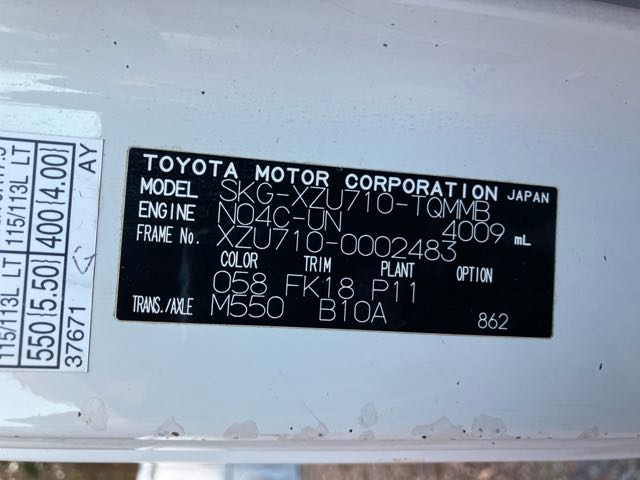 TOYOTA MOTOR CORPORATION JAPAN
MODEL SKG-XZU710-TQMMB
ENGINE N04C-UN 4009 mL
FRAME No. XZU710-0002483
COLOR TRIM PLANT OPTION
058 FK18 P11
TRANS./AXLE M550 B10A
862
115/113L LT 115/113L LT
550(5.50) 400(4.00)
37671 AY